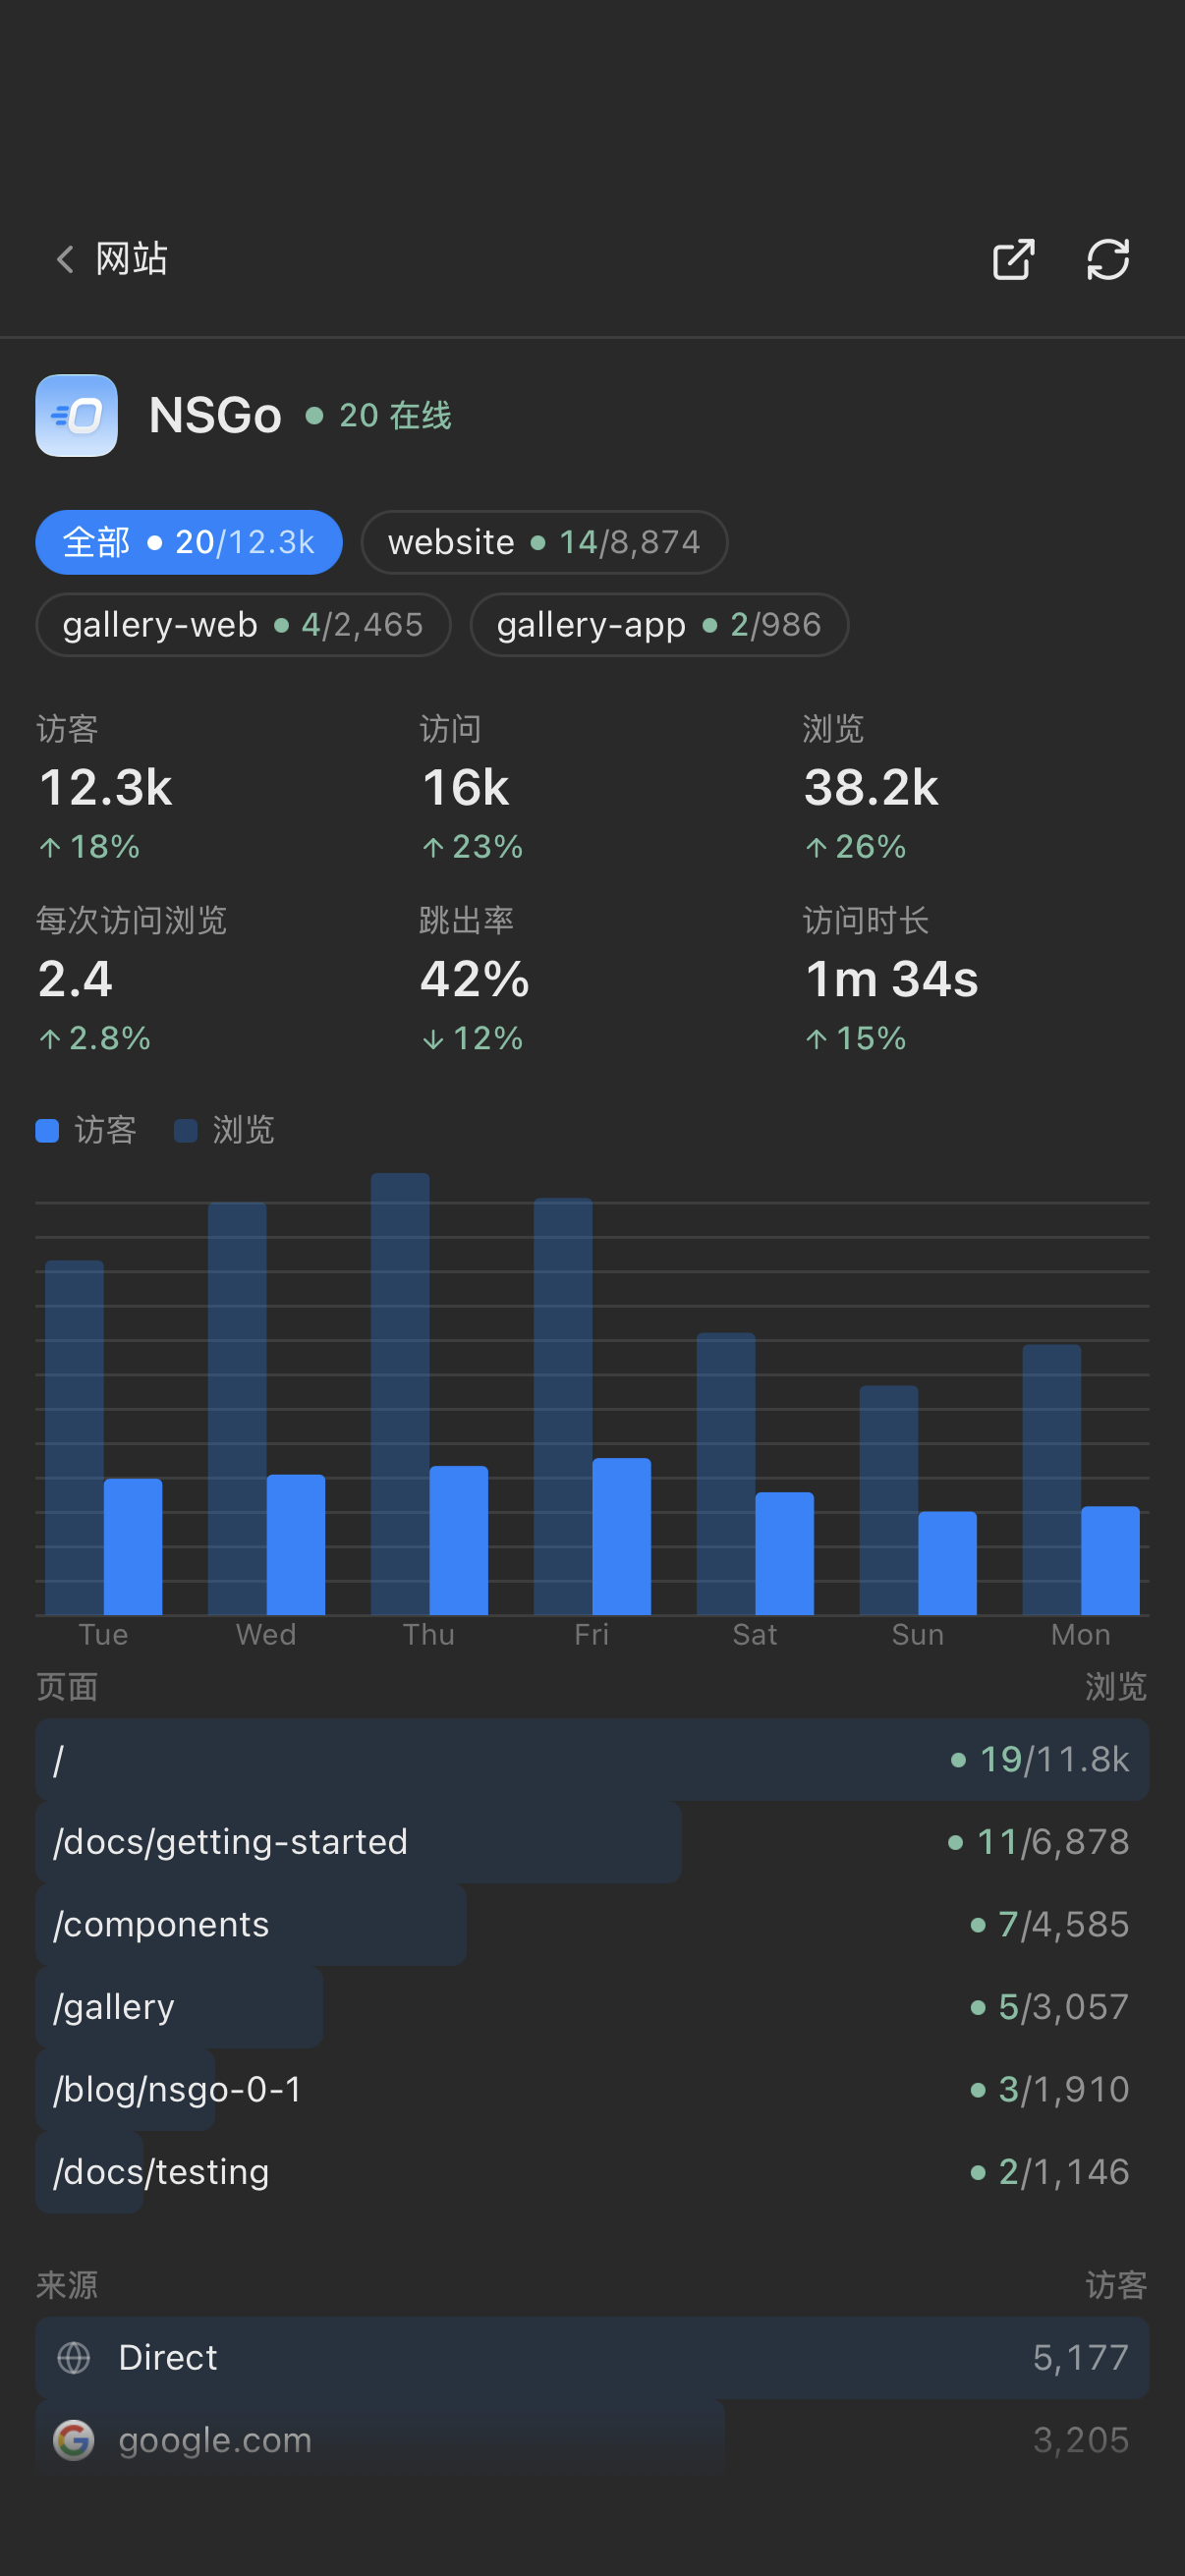 网站
NSGo 20 在线
全部 20/12.3k website 14/8,874
gallery-web 4/2,465 gallery-app 2/986
访客 访问 浏览
12.3k 16k 38.2k
↑ 18% ↑ 23% ↑ 26%
每次访问浏览 跳出率 访问时长
2.4 42% 1m 34s
↑ 2.8% ↓ 12% ↑ 15%
访客 浏览
Tue Wed Thu Fri Sat Sun Mon
页面 浏览
/ 19/11.8k
/docs/getting-started 11/6,878
/components 7/4,585
/gallery 5/3,057
/blog/nsgo-0-1 3/1,910
/docs/testing 2/1,146
来源 访客
Direct 5,177
google.com 3,205